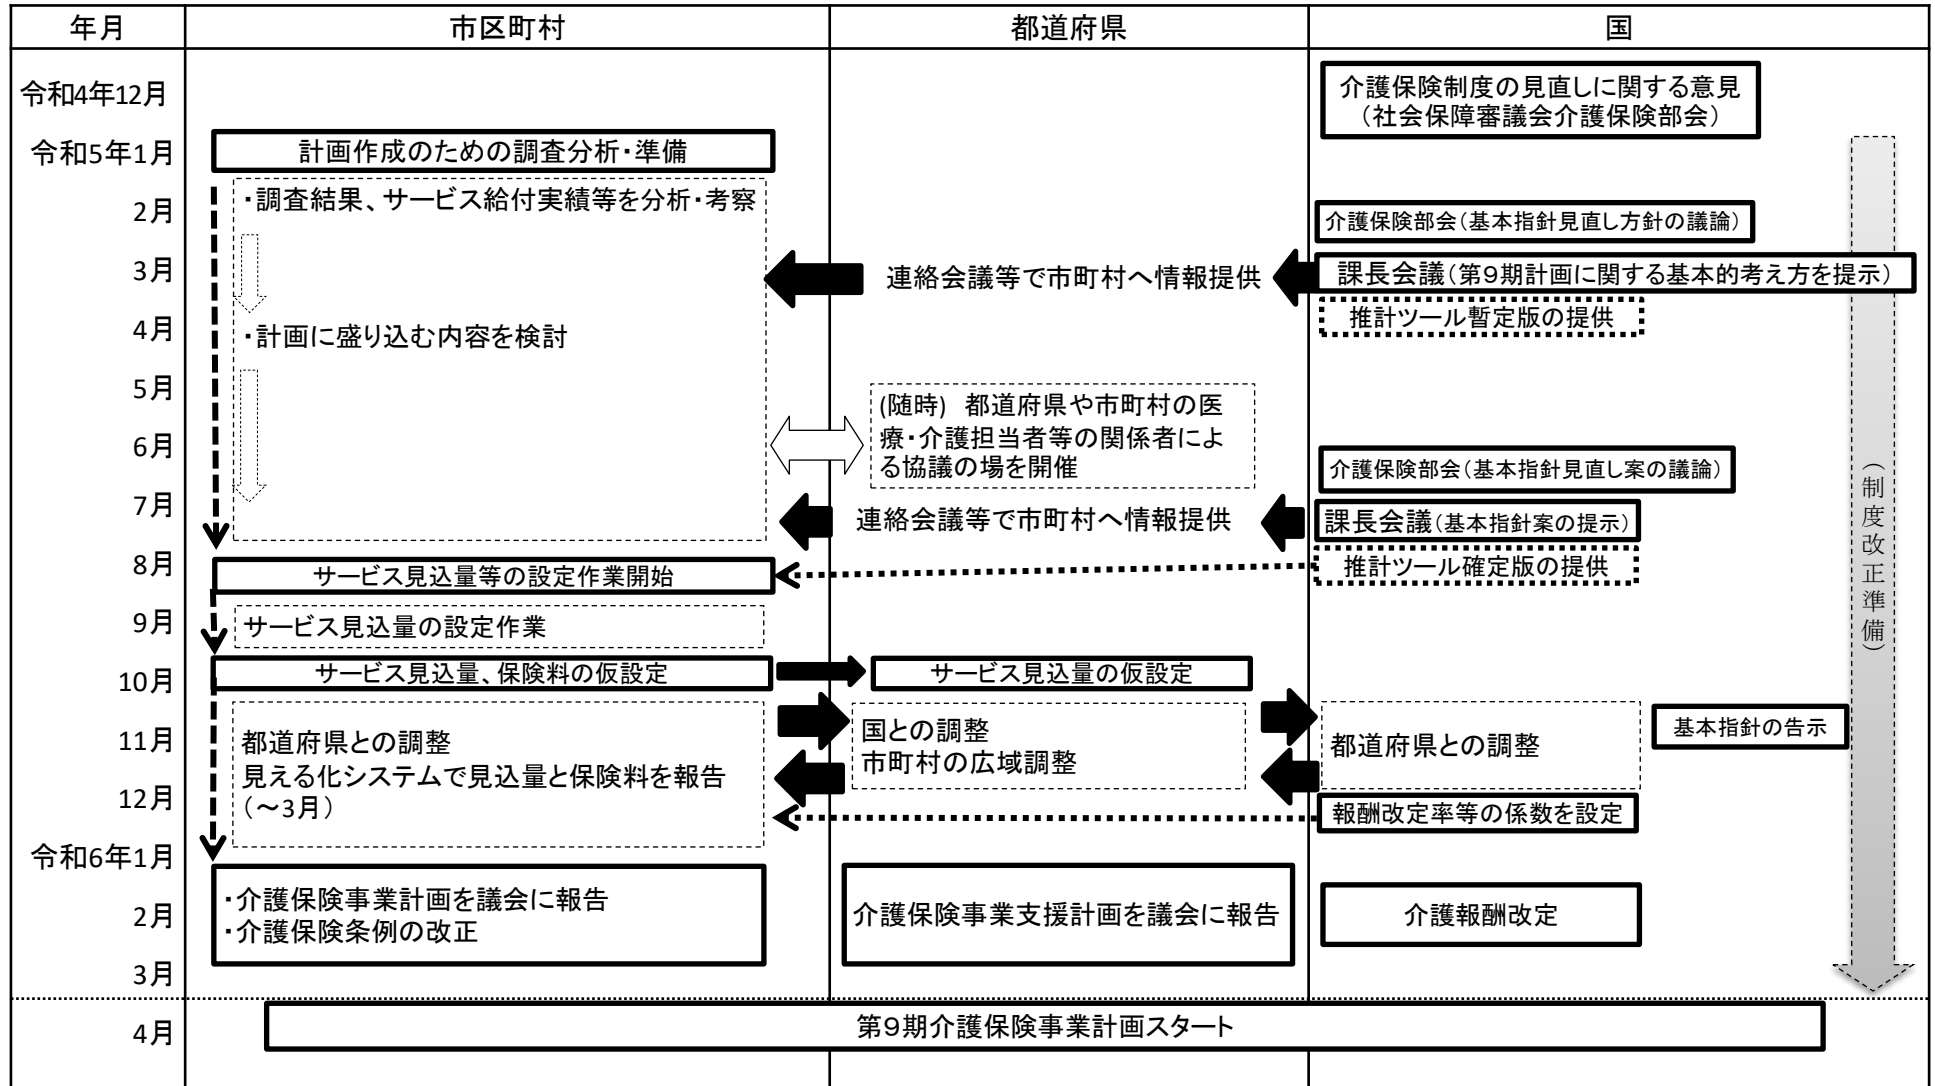 年月
市区町村
都道府県
国
令和4年12月
介護保険制度の見直しに関する意見
（社会保障審議会介護保険部会）
令和5年1月
計画作成のための調査分析・準備
2月
・調査結果、サービス給付実績等を分析・考察
介護保険部会（基本指針見直し方針の議論）
3月
連絡会議等で市町村へ情報提供
課長会議（第９期計画に関する基本的考え方を提示）
4月
・計画に盛り込む内容を検討
推計ツール暫定版の提供
5月
(随時)　都道府県や市町村の医
療・介護担当者等の関係者によ
る協議の場を開催
6月
介護保険部会（基本指針見直し案の議論）
7月
連絡会議等で市町村へ情報提供
課長会議（基本指針案の提示）
8月
サービス見込量等の設定作業開始
推計ツール確定版の提供
（制度改正準備）
9月
サービス見込量の設定作業
10月
サービス見込量、保険料の仮設定
サービス見込量の仮設定
11月
都道府県との調整
見える化システムで見込量と保険料を報告
（～3月）
国との調整
市町村の広域調整
都道府県との調整
基本指針の告示
12月
報酬改定率等の係数を設定
令和6年1月
2月
・介護保険事業計画を議会に報告
・介護保険条例の改正
介護保険事業支援計画を議会に報告
介護報酬改定
3月
4月
第９期介護保険事業計画スタート